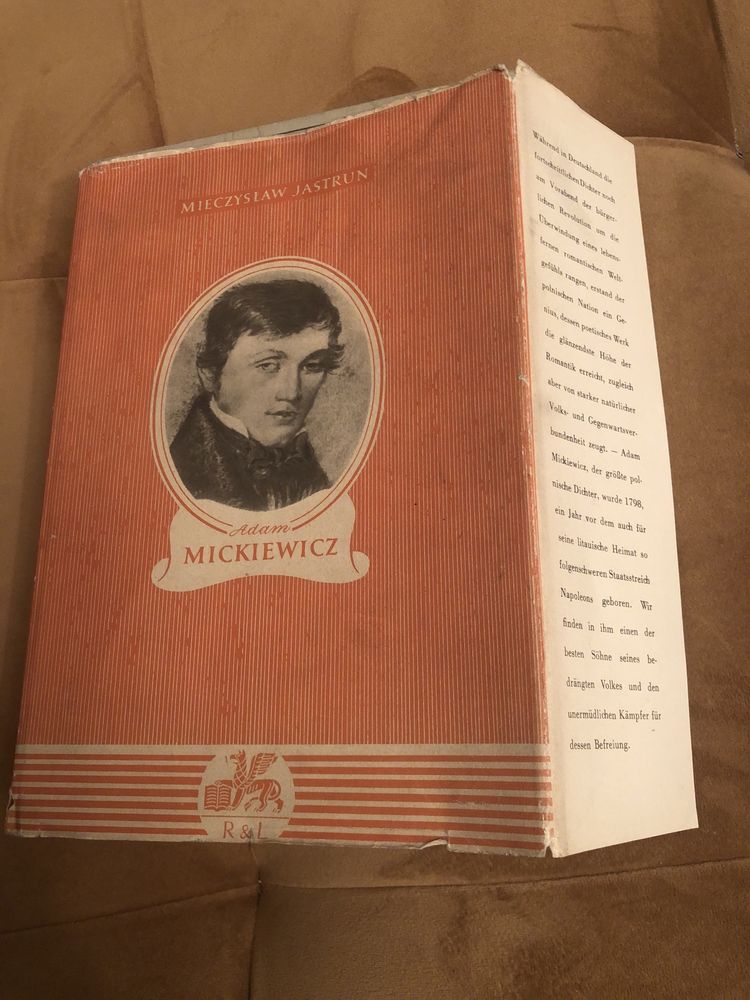 MIECZYSŁAW JASTRUN
Adam
MICKIEWICZ
R & L
Während in Deutschland die
fortschrittlichen Dichter noch
am Vorabend der bürger-
lichen Revolution um die
Überwindung eines lebens-
fernen romantischen Welt-
gefühls rangen, erstand der
polnischen Nation ein Ge-
nius, dessen poetisches Werk
die glänzendste Höhe der
Romantik erreicht, zugleich
aber von starker natürlicher
Volks- und Gegenwartsver-
bundenheit zeugt. — Adam
Mickiewicz, der größte pol-
nische Dichter, wurde 1798,
ein Jahr vor dem auch für
seine litauische Heimat so
folgenschweren Staatsstreich
Napoleons geboren. Wir
finden in ihm einen der
besten Söhne seines be-
drängten Volkes und den
unermüdlichen Kämpfer für
dessen Befreiung.